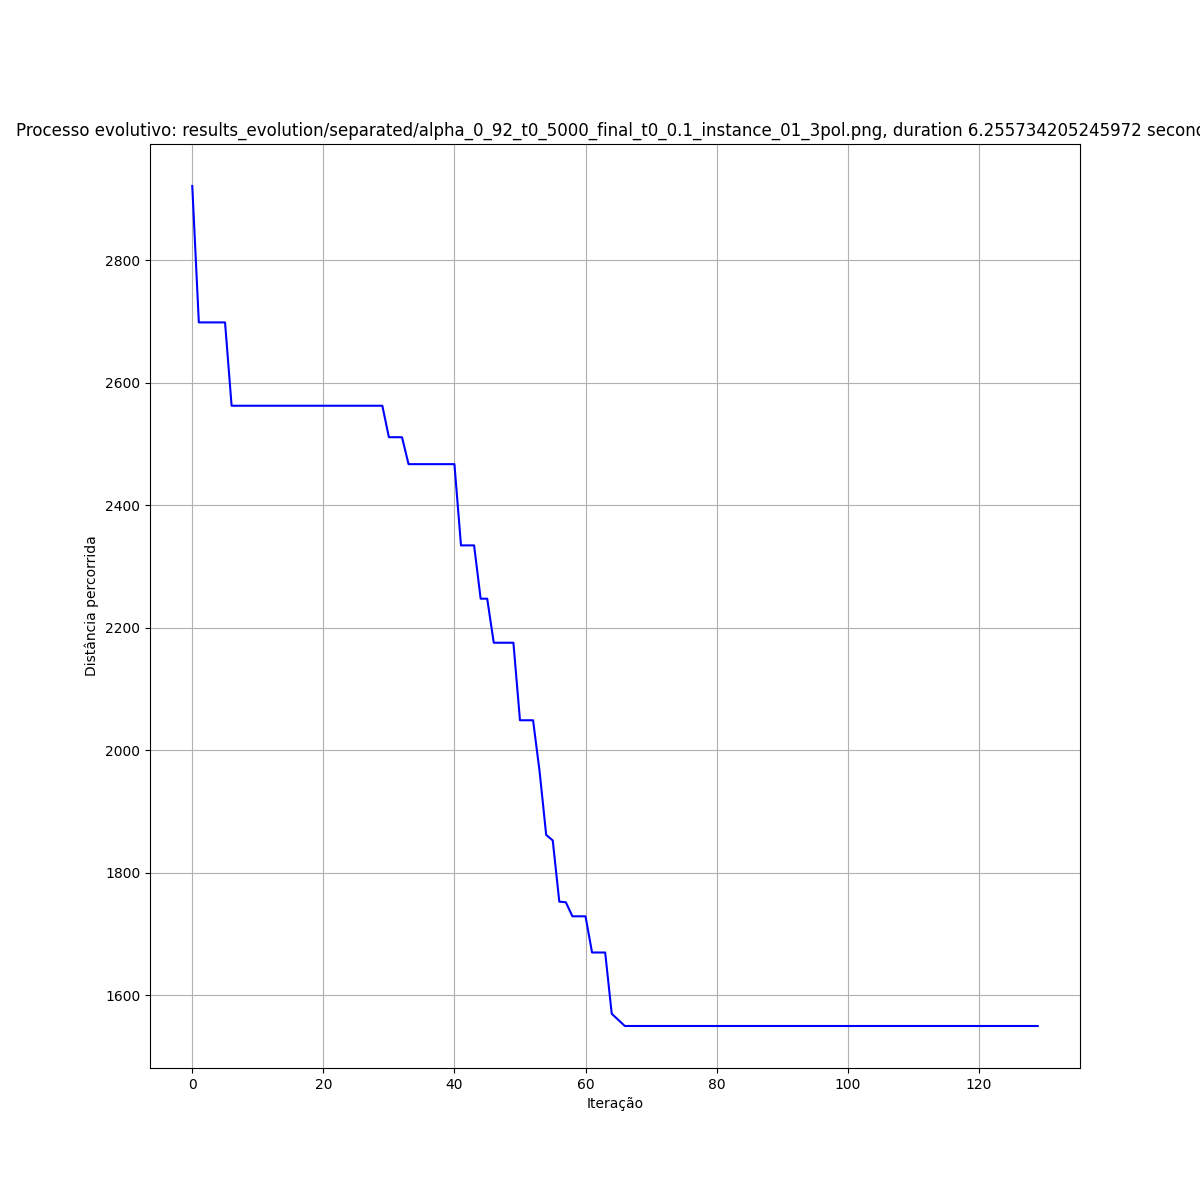 Processo evolutivo: results_evolution/separated/alpha_0_92_t0_5000_final_t0_0.1_instance_01_3pol.png, duration 6.255734205245972
2800
2600
2400
2200
2000
1800
1600
Distância percorrida
0 20 40 60 80 100 120
Iteração